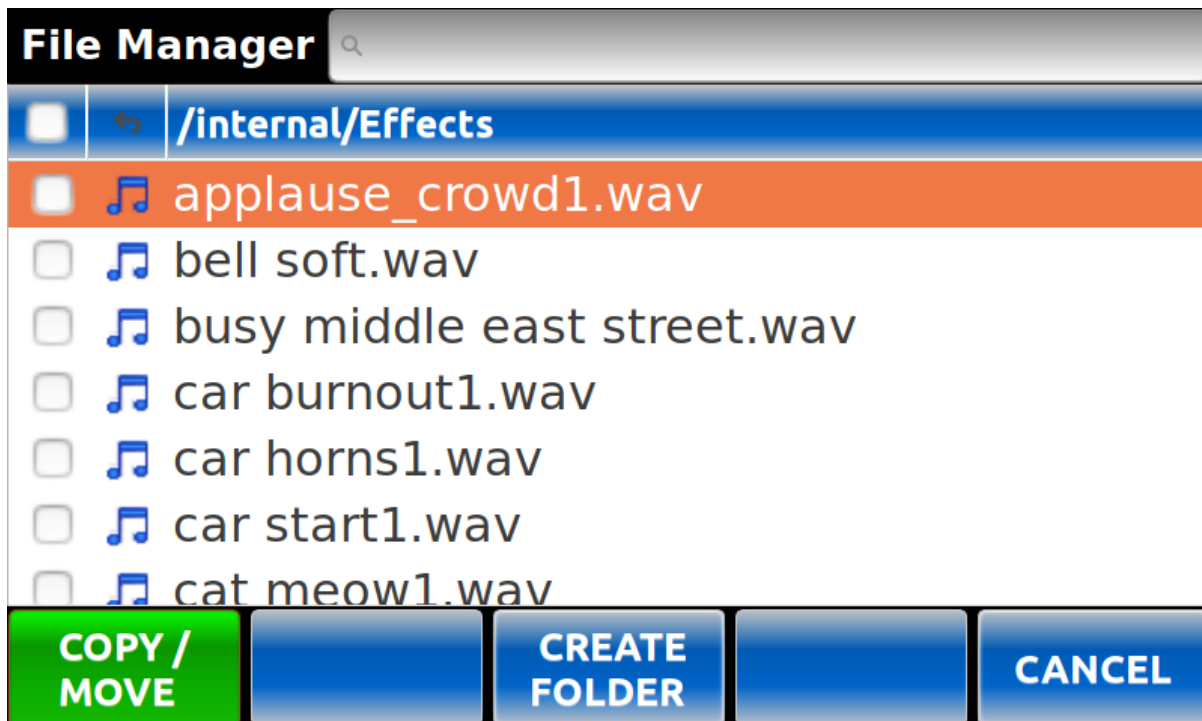 File Manager
/internal/Effects
applause_crowd1.wav
bell soft.wav
busy middle east street.wav
car burnout1.wav
car horns1.wav
car start1.wav
cat meow1.wav
COPY /
MOVE
CREATE
FOLDER
CANCEL